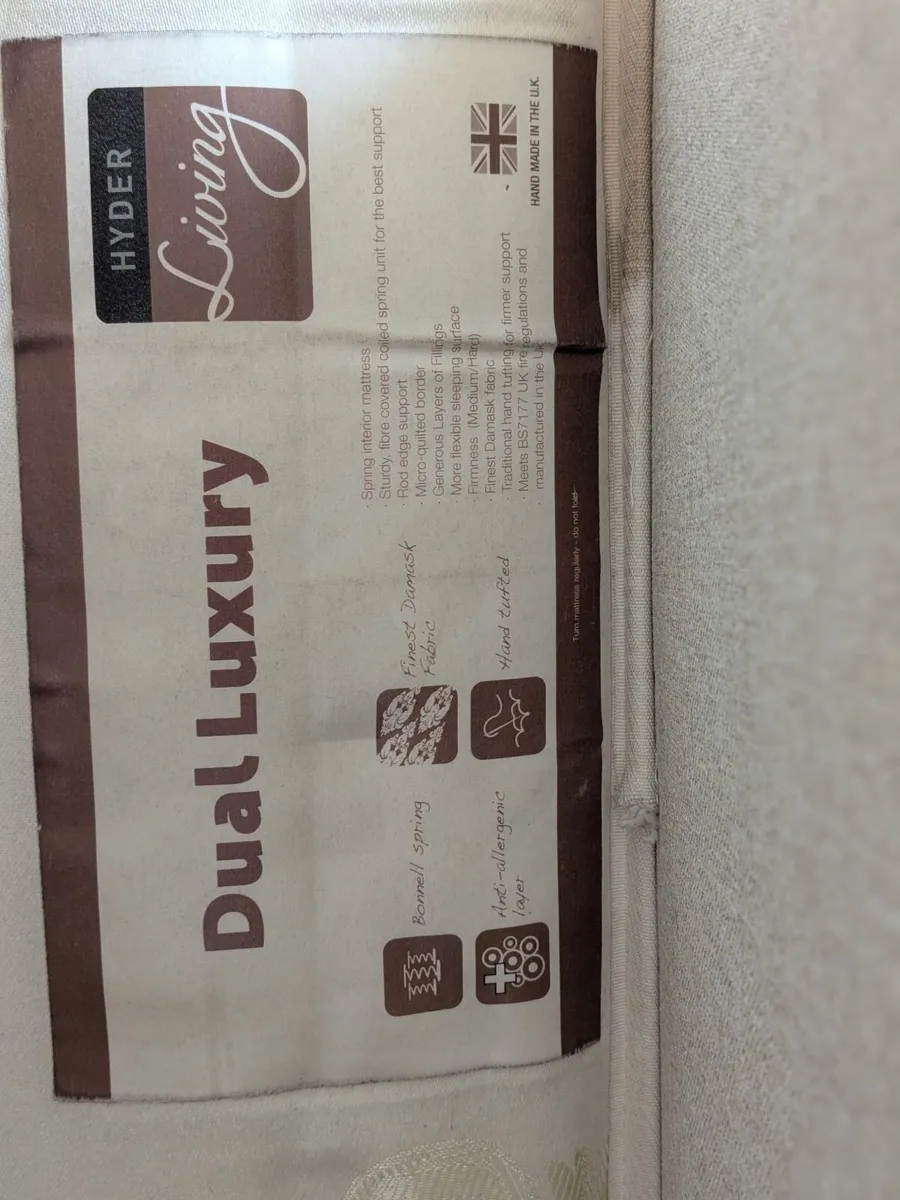 HYDER
Living
Dual Luxury
· Spring interior mattress
· Sturdy, fibre covered coiled spring unit for the best support
· Rod edge support
· Micro-quilted border
· Generous Layers of Fillings
· More flexible sleeping surface
· Firmness (Medium/Hard)
· Finest Damask fabric
· Traditional hand tufting for firmer support
· Meets BS7177 UK fire regulations and
manufactured in the UK
HAND MADE IN THE U.K.
Bonnell spring
Finest Damask
Fabric
Anti-allergenic
layer
Hand tufted
Turn mattress regularly - do not fold